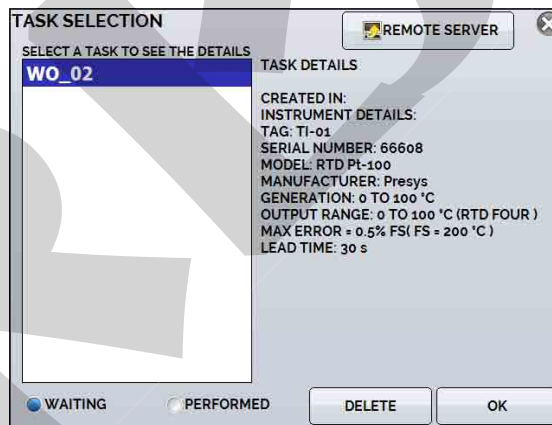 TASK SELECTION
REMOTE SERVER
SELECT A TASK TO SEE THE DETAILS
WO_02
TASK DETAILS
CREATED IN:
INSTRUMENT DETAILS:
TAG: TI-01
SERIAL NUMBER: 66608
MODEL: RTD Pt-100
MANUFACTURER: Presys
GENERATION: 0 TO 100 °C
OUTPUT RANGE: 0 TO 100 °C (RTD FOUR )
MAX ERROR = 0.5% FS( FS = 200 °C )
LEAD TIME: 30 s
WAITING
PERFORMED
DELETE
OK